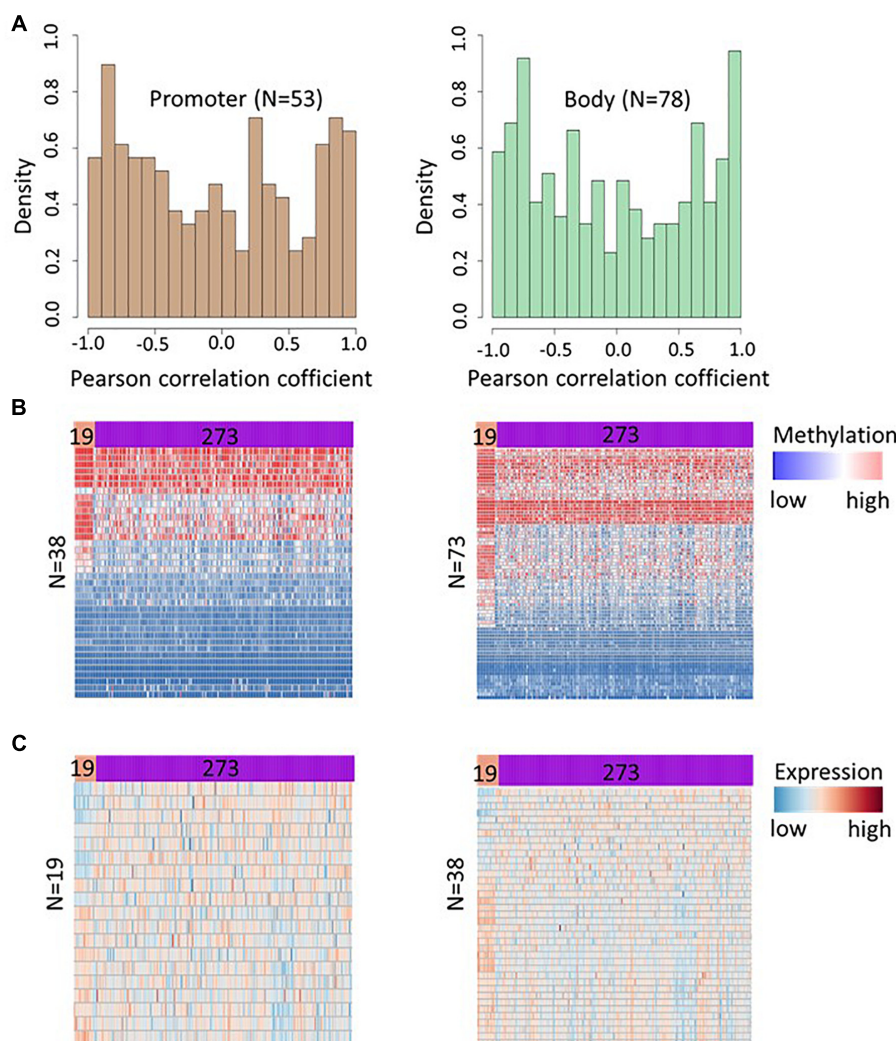 A
Density
0.0 0.2 0.4 0.6 0.8 1.0
Promoter (N=53)
-1.0 -0.5 0.0 0.5 1.0
Pearson correlation cofficient
Density
0.0 0.2 0.4 0.6 0.8 1.0
Body (N=78)
-1.0 -0.5 0.0 0.5 1.0
Pearson correlation cofficient
B
19 273
N=38
19 273
N=73
Methylation
low high
C
19 273
N=19
19 273
N=38
Expression
low high